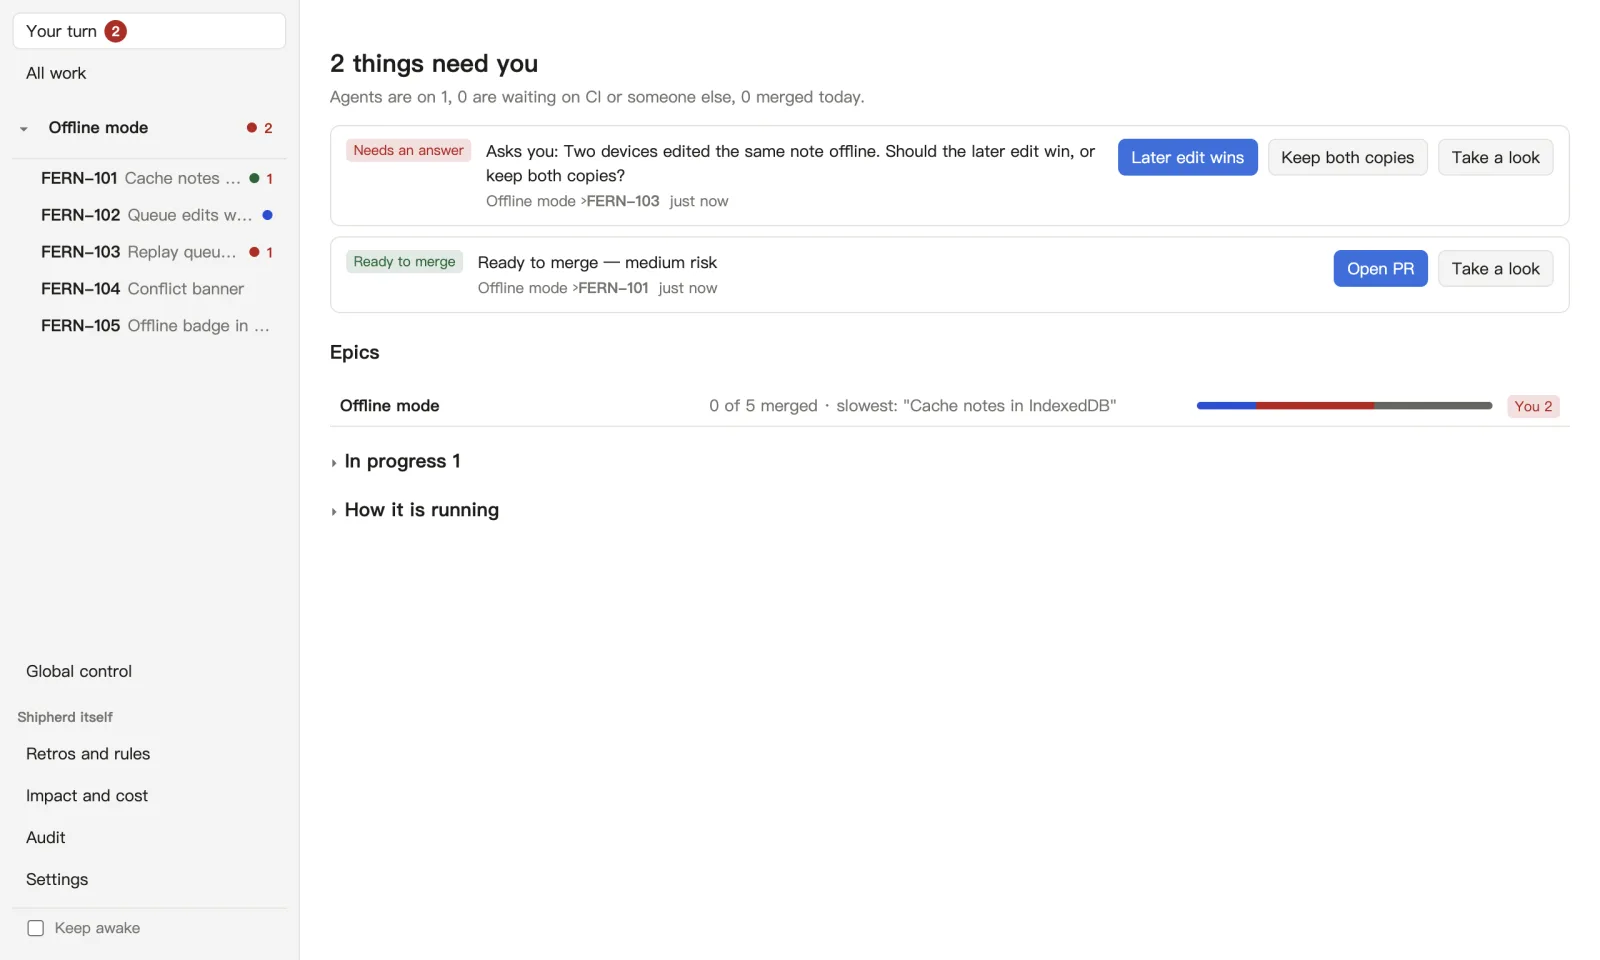 Your turn 2
All work
Offline mode 2
FERN-101 Cache notes ... 1
FERN-102 Queue edits w...
FERN-103 Replay queu... 1
FERN-104 Conflict banner
FERN-105 Offline badge in ...
Global control
Shipherd itself
Retros and rules
Impact and cost
Audit
Settings
Keep awake
2 things need you
Agents are on 1, 0 are waiting on CI or someone else, 0 merged today.
Needs an answer
Asks you: Two devices edited the same note offline. Should the later edit win, or
keep both copies?
Offline mode >FERN-103 just now
Later edit wins
Keep both copies
Take a look
Ready to merge
Ready to merge — medium risk
Offline mode >FERN-101 just now
Open PR
Take a look
Epics
Offline mode
0 of 5 merged · slowest: "Cache notes in IndexedDB"
You 2
In progress 1
How it is running